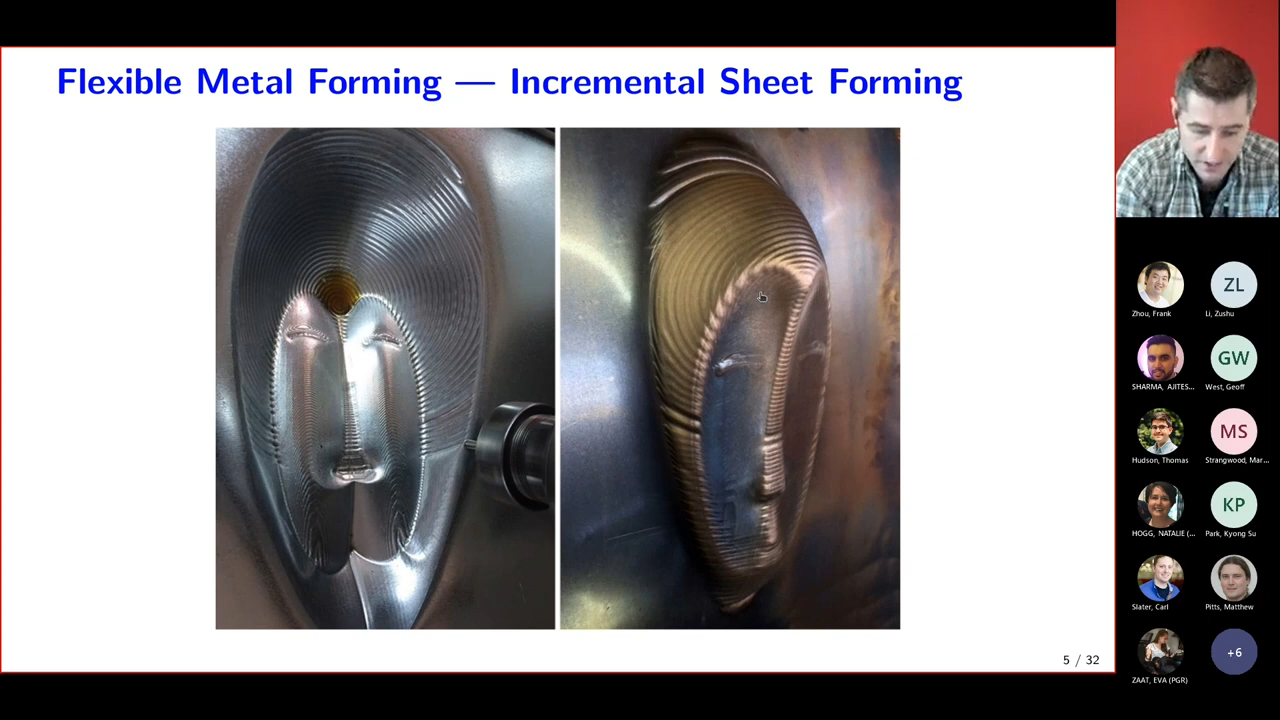 Flexible Metal Forming — Incremental Sheet Forming
5 / 32
Zhou, Frank
ZL
Li, Zushu
SHARMA, AJITES...
GW
West, Geoff
Hudson, Thomas
MS
Strangwood, Mar...
HOGG, NATALIE (...
KP
Park, Kyong Su
Slater, Carl
Pitts, Matthew
ZAAT, EVA (PGR)
+6